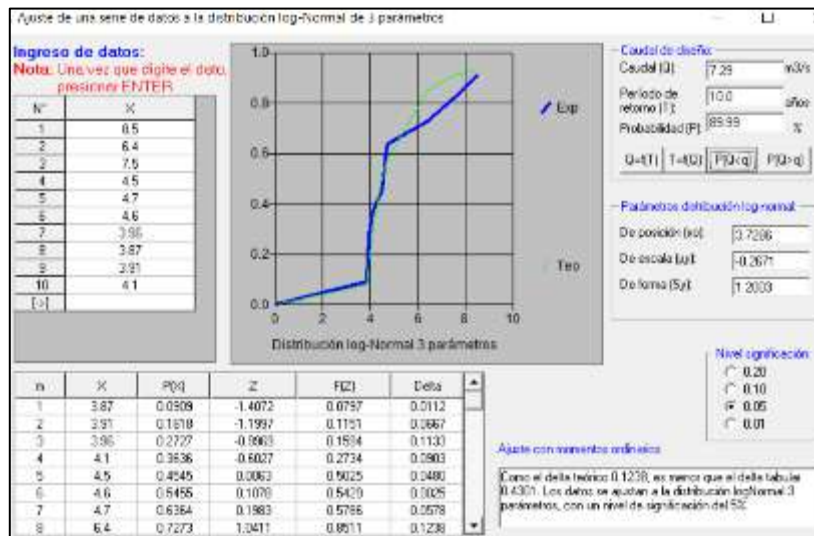 Ajuste de una serie de datos a la distribución log-Normal de 3 parámetros
Ingreso de datos:
Nota: Una vez que digite el dato, presionar ENTER
N° X
1 8.5
2 6.4
3 7.5
4 4.5
5 4.7
6 4.6
7 3.96
8 3.87
9 3.91
10 4.1
1.0
0.8
0.6
0.4
0.2
0.0
0 2 4 6 8 10
Exp
Teo
Distribución log-Normal 3 parámetros
Caudal de diseño:
Caudal (Q): 7.29 m3/s
Período de retorno (T): 10.0 años
Probabilidad (P): 89.99 %
Q=f(T) T=f(Q) P(Q<q) P(Q>q)
Parámetros distribución log-normal:
De posición (xo): 3.7286
De escala (uy): -0.2671
De forma (Sy): 1.2003
Nivel significación:
0.20
0.10
0.05
0.01
m X P(X) Z F(Z) Delta
1 3.87 0.0909 -1.4072 0.0797 0.0112
2 3.91 0.1818 -1.1997 0.1151 0.0667
3 3.96 0.2727 0.1133
4 4.1 0.3636 -0.6027 0.2734 0.0903
5 4.5 0.4545 0.0063 0.5025 0.0480
6 4.6 0.5455 0.1078 0.5429 0.0025
7 4.7 0.6364 0.1983 0.5786 0.0578
8 6.4 0.7273 1.0411 0.8511 0.1238
Ajuste con momentos ordinarios
Como el delta teórico 0.1238, es menor que el delta tabular
0.4301. Los datos se ajustan a la distribución logNormal 3
parámetros, con un nivel de significación del 5%